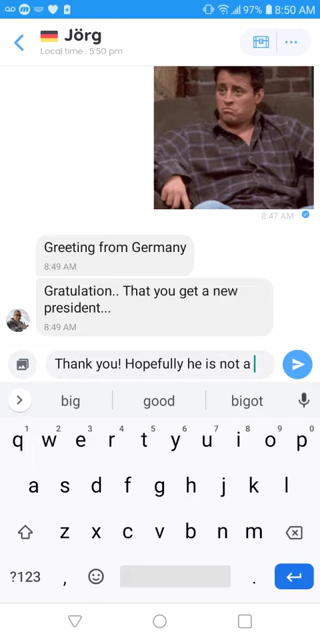 97% 8:50 AM
Jörg
Local time : 5:50 pm
8:47 AM
Greeting from Germany
8:49 AM
Gratulation.. That you get a new
president...
8:49 AM
Thank you! Hopefully he is not a
big good bigot
1 2 3 4 5 6 7 8 9 0
q w e r t y u i o p
a s d f g h j k l
z x c v b n m
?123 , .